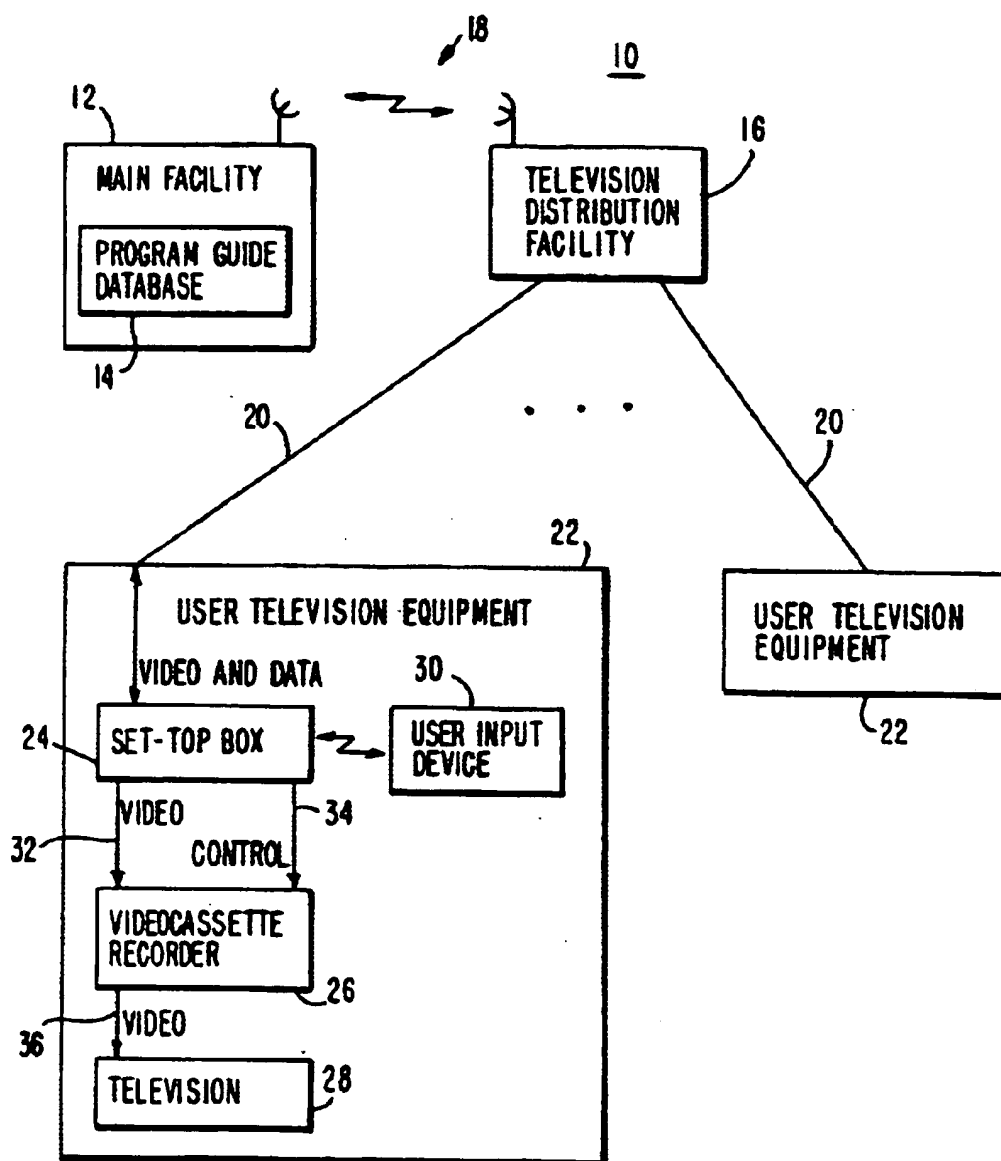 18
10
12
16
MAIN FACILITY
PROGRAM GUIDE
DATABASE
14
TELEVISION
DISTRIBUTION
FACILITY
20
. . .
20
22
USER TELEVISION EQUIPMENT
VIDEO AND DATA
30
24
SET-TOP BOX
USER INPUT
DEVICE
VIDEO
34
32
CONTROL
VIDEOCASSETTE
RECORDER
26
36
VIDEO
TELEVISION
28
USER TELEVISION
EQUIPMENT
22